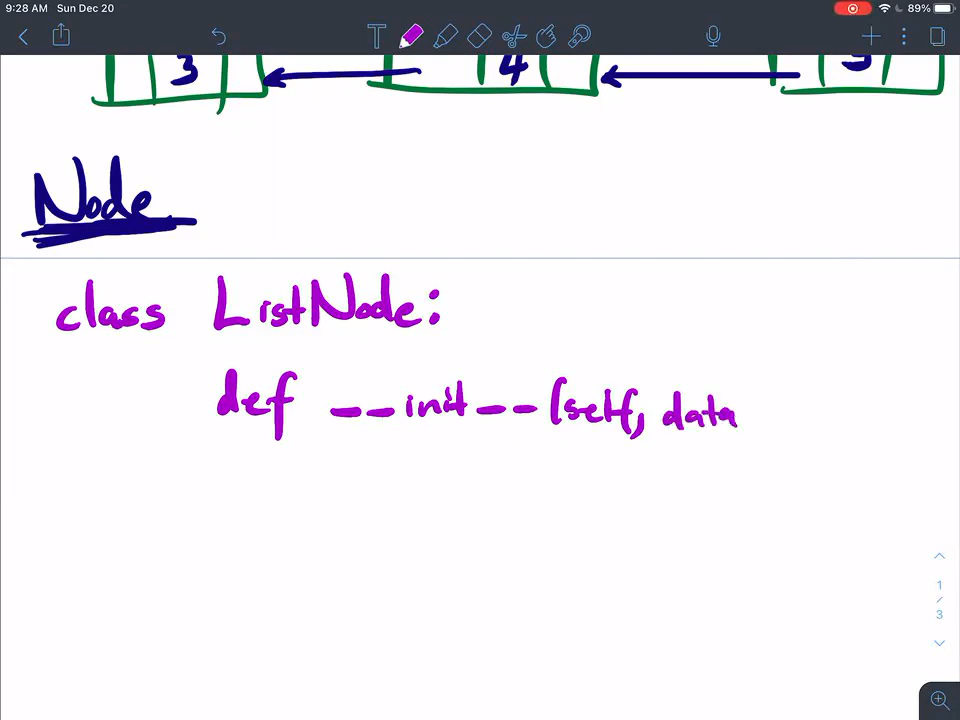 9:28 AM Sun Dec 20 89%
3 4 5
Node
class ListNode:
def __init__(self, data
1
/
3